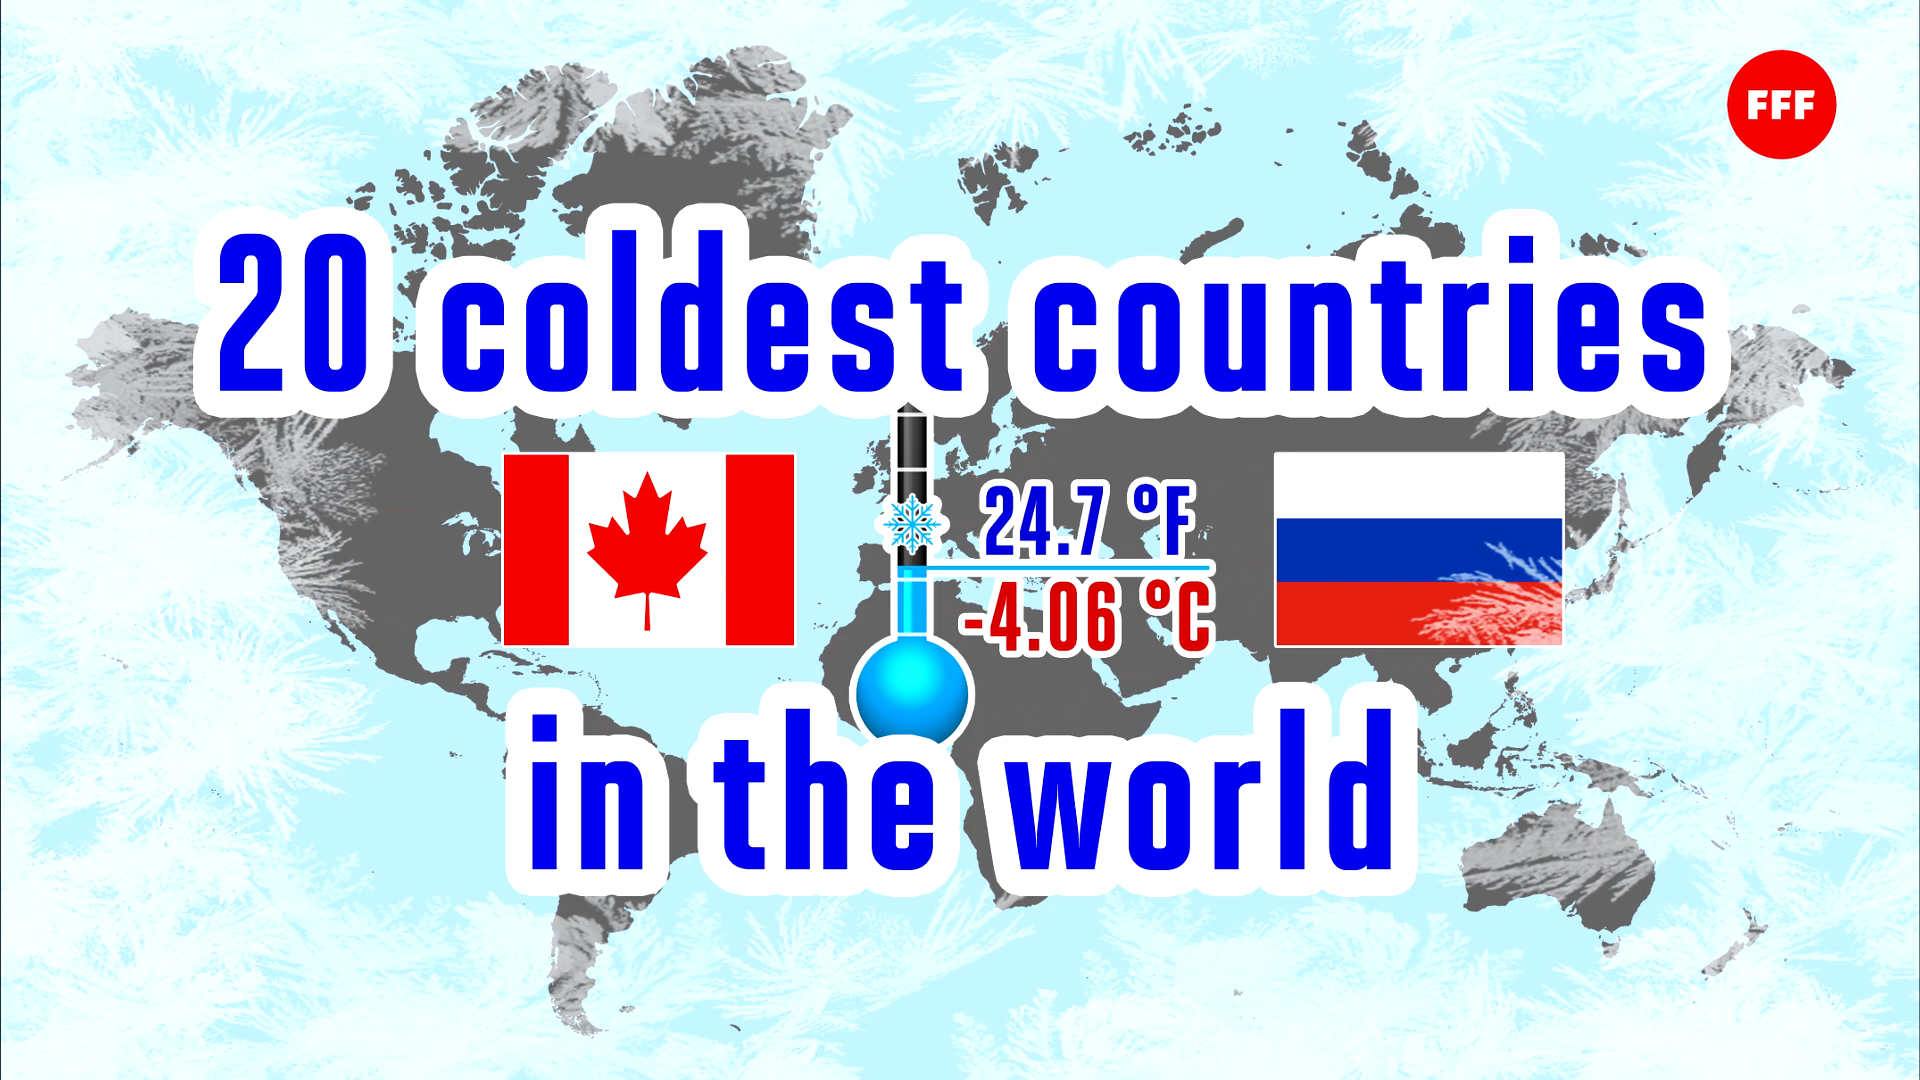 FFF
20 coldest countries
24.7 °F
-4.06 °C
in the world